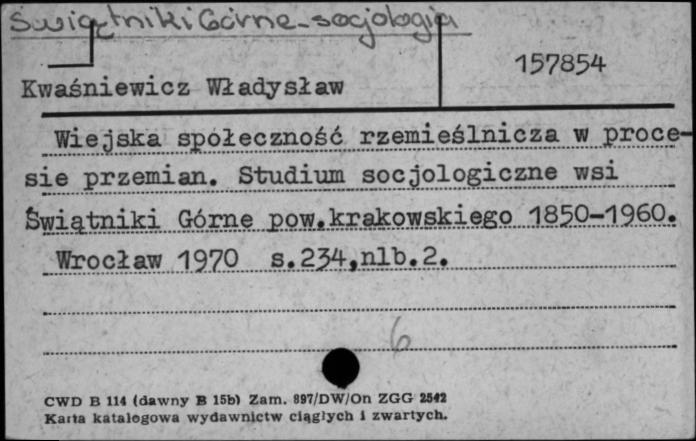 Świątniki Górne - socjologia
157854
Kwaśniewicz Władysław
Wiejska społeczność rzemieślnicza w proce-
sie przemian. Studium socjologiczne wsi
Świątniki Górne pow.krakowskiego 1850-1960.
Wrocław 1970 s.234,nlb.2.
6
CWD B 114 (dawny B 15b) Zam. 897/DW/On ZGG 2542
Karta katalogowa wydawnictw ciągłych i zwartych.